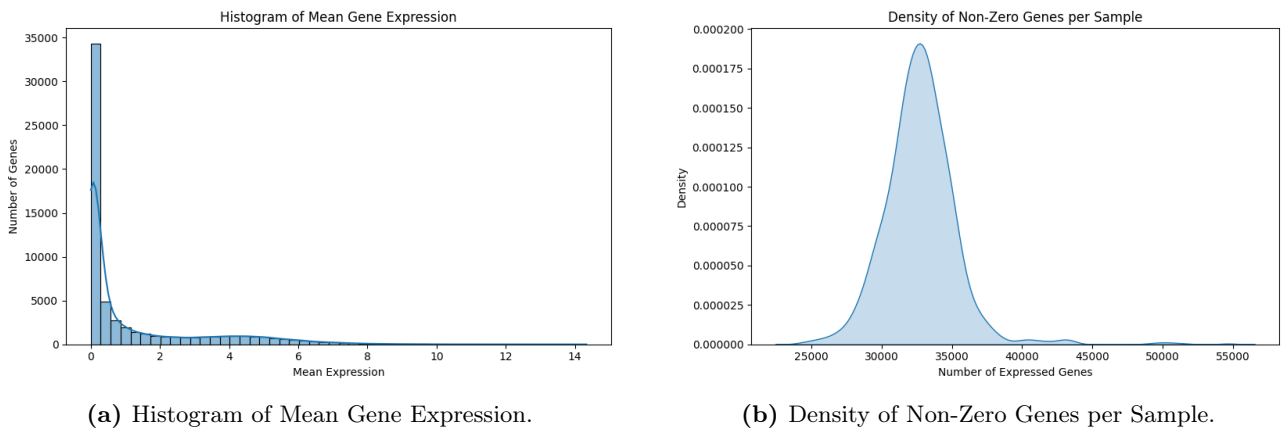 Histogram of Mean Gene Expression
35000
30000
25000
20000
15000
10000
5000
0
Number of Genes
0 2 4 6 8 10 12 14
Mean Expression
(a) Histogram of Mean Gene Expression.
Density of Non-Zero Genes per Sample
0.000200
0.000175
0.000150
0.000125
0.000100
0.000075
0.000050
0.000025
0.000000
Density
25000 30000 35000 40000 45000 50000 55000
Number of Expressed Genes
(b) Density of Non-Zero Genes per Sample.